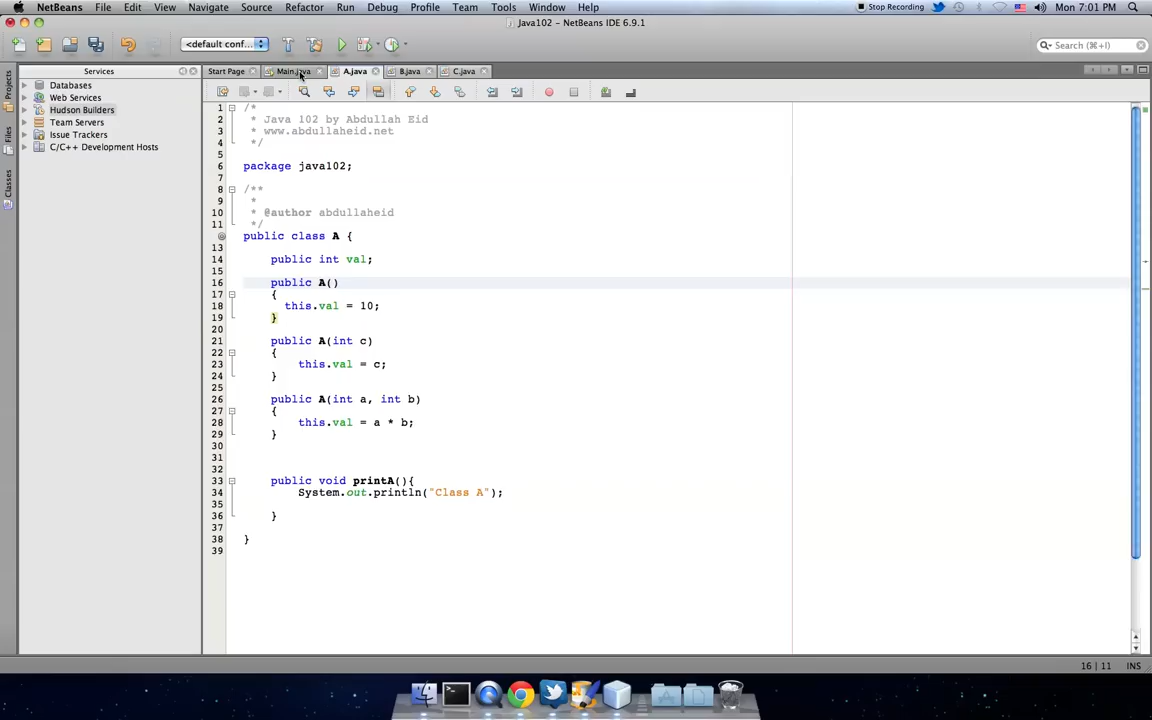 NetBeans File Edit View Navigate Source Refactor Run Debug Profile Team Tools Window Help Stop Recording Mon 7:01 PM
Java102 – NetBeans IDE 6.9.1
<default conf... Search (⌘+I)
Services
Start Page Main.java A.java B.java C.java
Projects
Files
Classes
Databases
Web Services
Hudson Builders
Team Servers
Issue Trackers
C/C++ Development Hosts
1 /*
2 * Java 102 by Abdullah Eid
3 * www.abdullaheid.net
4 */
5
6 package java102;
7
8 /**
9 *
10 * @author abdullaheid
11 */
public class A {
13
14 public int val;
15
16 public A()
17 {
18 this.val = 10;
19 }
20
21 public A(int c)
22 {
23 this.val = c;
24 }
25
26 public A(int a, int b)
27 {
28 this.val = a * b;
29 }
30
31
32
33 public void printA(){
34 System.out.println("Class A");
35
36 }
37
38 }
39
16 | 11 INS